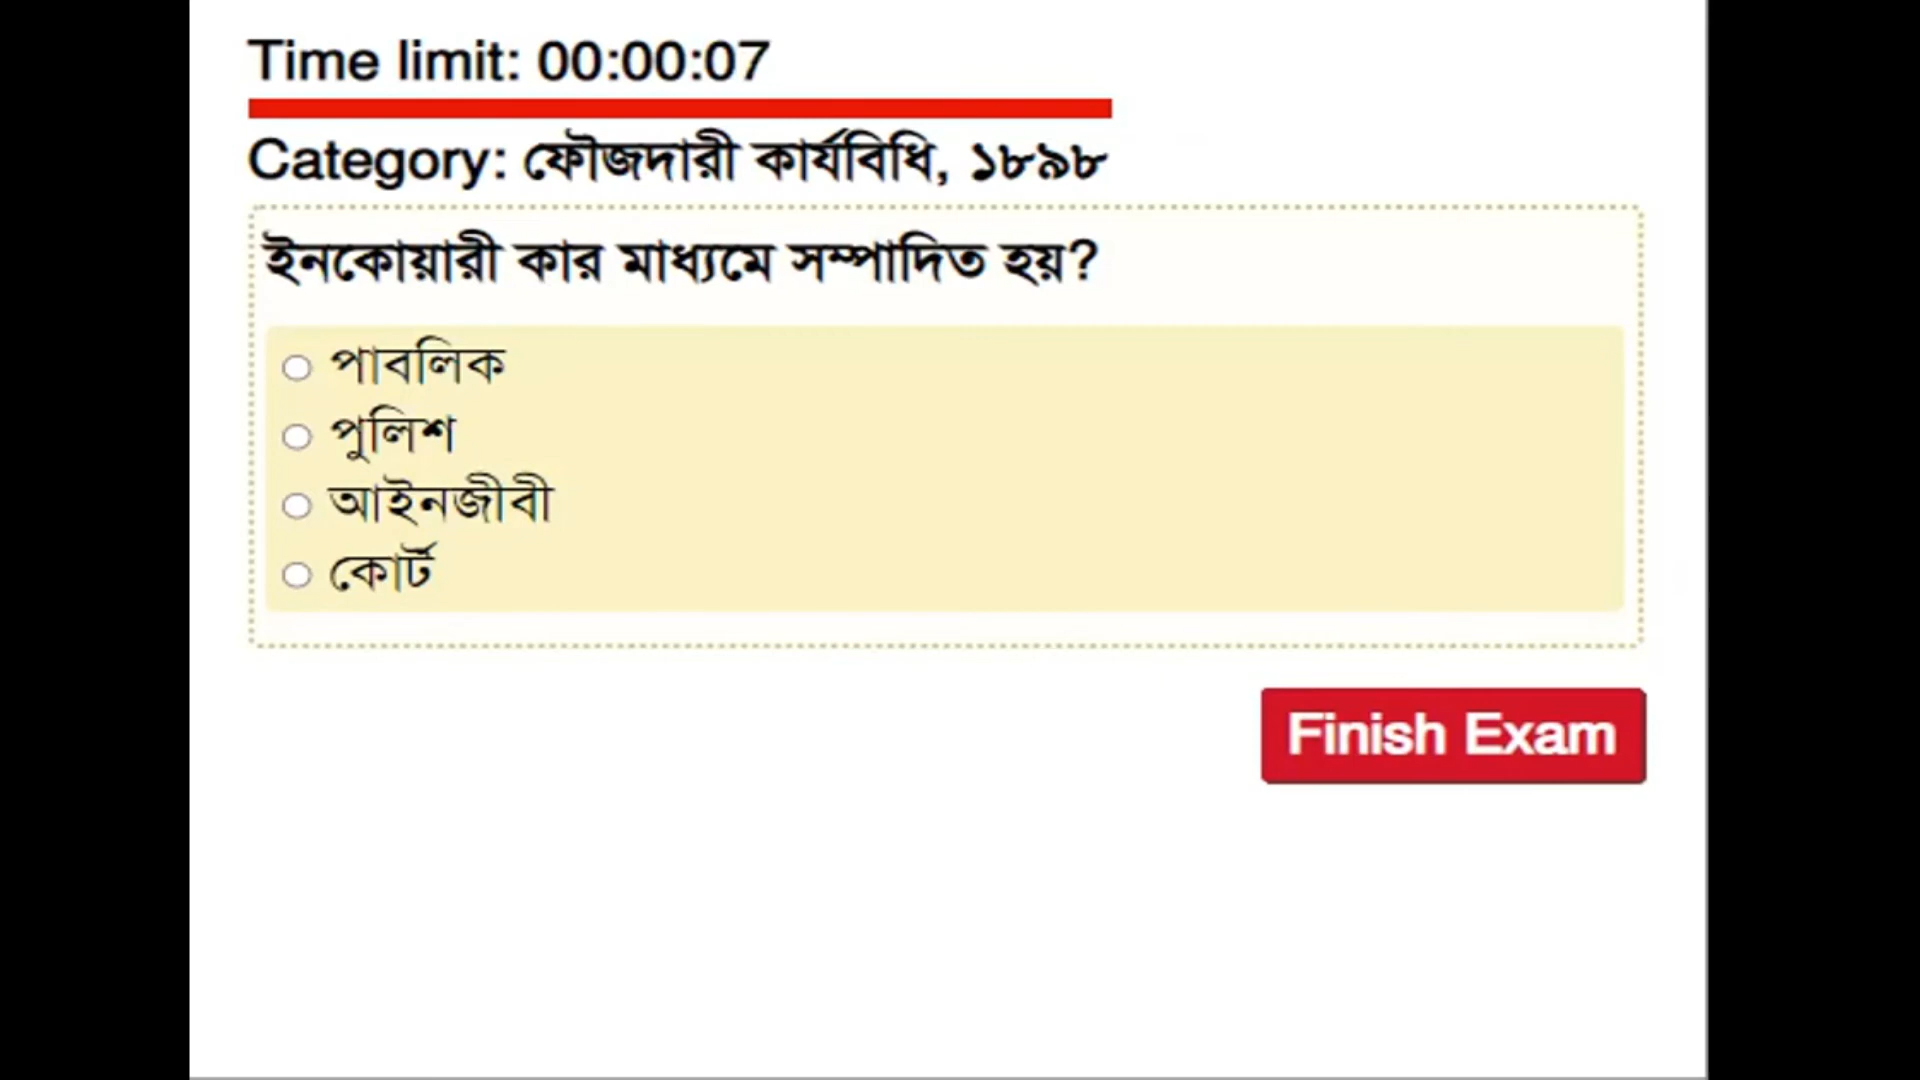 Time limit: 00:00:07
Category: ফৌজদারী কার্যবিধি, ১৮৯৮
ইনকোয়ারী কার মাধ্যমে সম্পাদিত হয়?
পাবলিক
পুলিশ
আইনজীবী
কোর্ট
Finish Exam